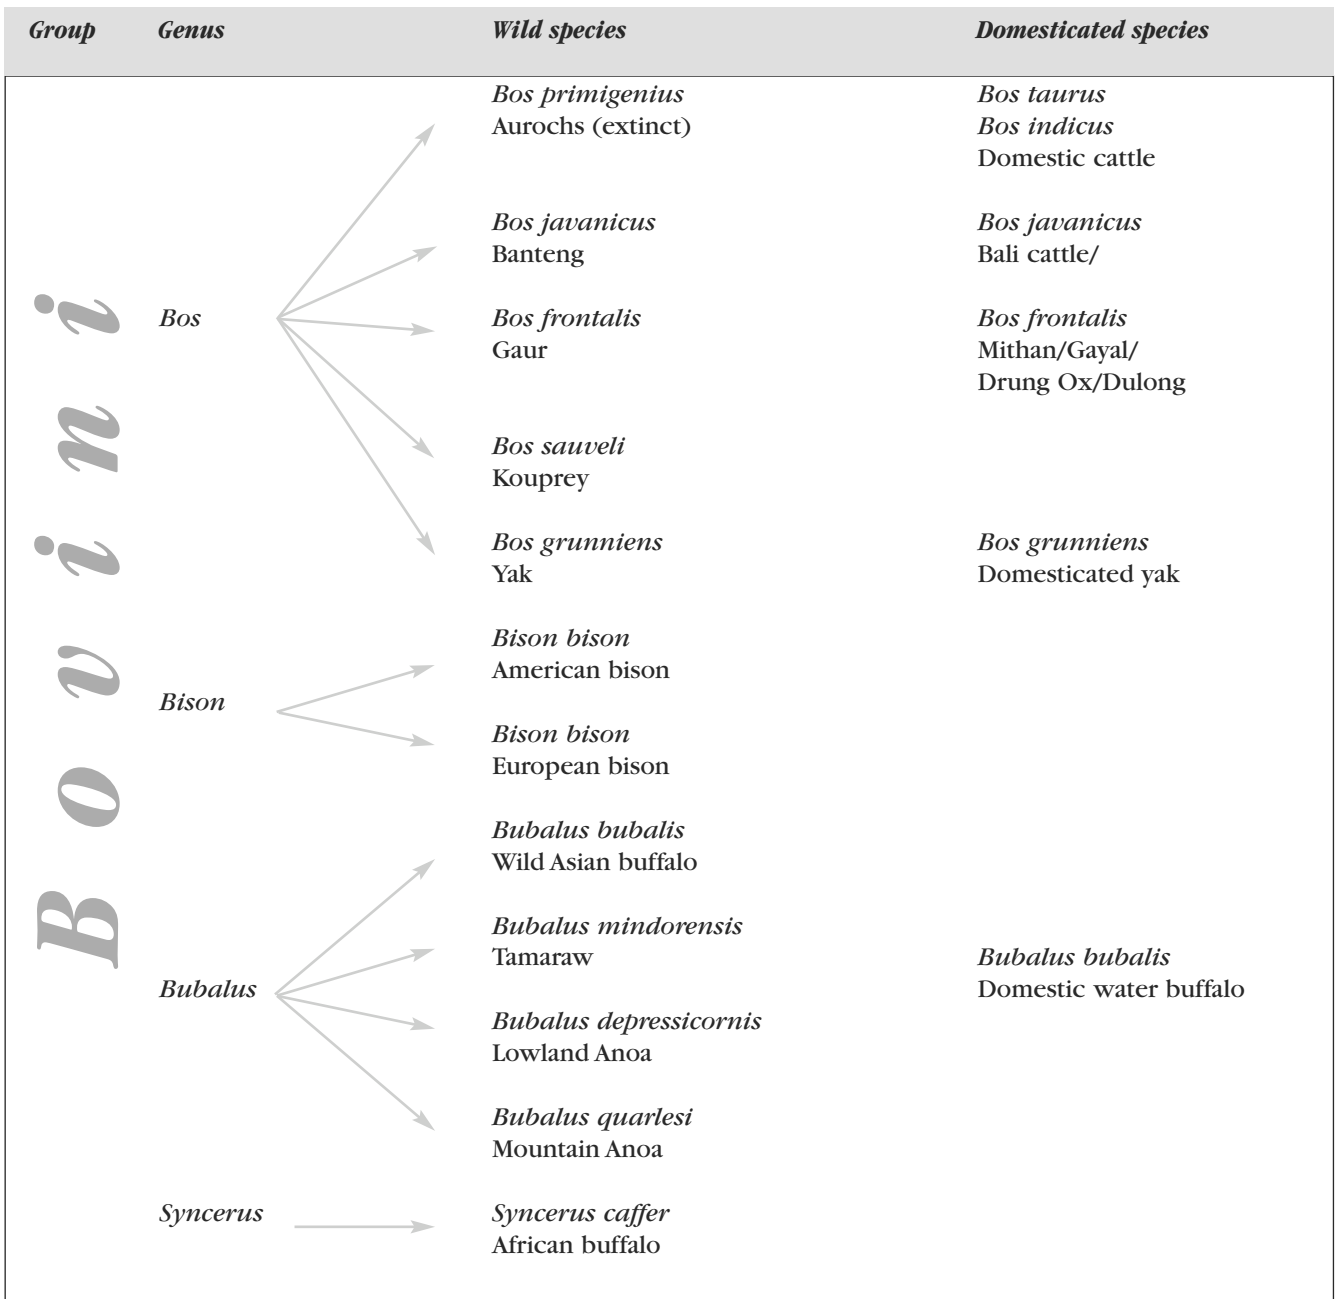 Group Genus Wild species Domesticated species
Bovini
Bos primigenius Bos taurus
Aurochs (extinct) Bos indicus
Domestic cattle
Bos javanicus Bos javanicus
Banteng Bali cattle/
Bos Bos frontalis Bos frontalis
Gaur Mithan/Gayal/
Drung Ox/Dulong
Bos sauveli
Kouprey
Bos grunniens Bos grunniens
Yak Domesticated yak
Bison bison
American bison
Bison
Bison bison
European bison
Bubalus bubalis
Wild Asian buffalo
Bubalus mindorensis
Tamaraw Bubalus bubalis
Bubalus Domestic water buffalo
Bubalus depressicornis
Lowland Anoa
Bubalus quarlesi
Mountain Anoa
Syncerus Syncerus caffer
African buffalo